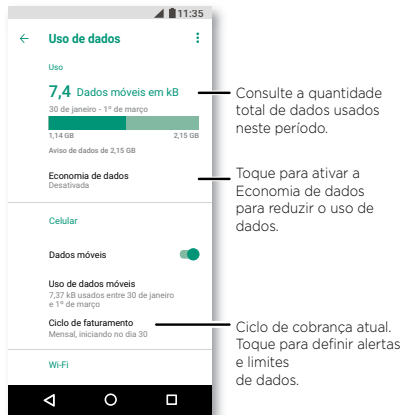 11:35
Uso de dados
Uso
7,4 Dados móveis em kB
30 de janeiro - 1º de março
1,14 GB 2,15 GB
Aviso de dados de 2,15 GB
Economia de dados
Desativada
Celular
Dados móveis
Uso de dados móveis
7,37 kB usados entre 30 de janeiro
e 1º de março
Ciclo de faturamento
Mensal, iniciando no dia 30
Wi-Fi
Consulte a quantidade
total de dados usados
neste período.
Toque para ativar a
Economia de dados
para reduzir o uso de
dados.
Ciclo de cobrança atual.
Toque para definir alertas
e limites
de dados.